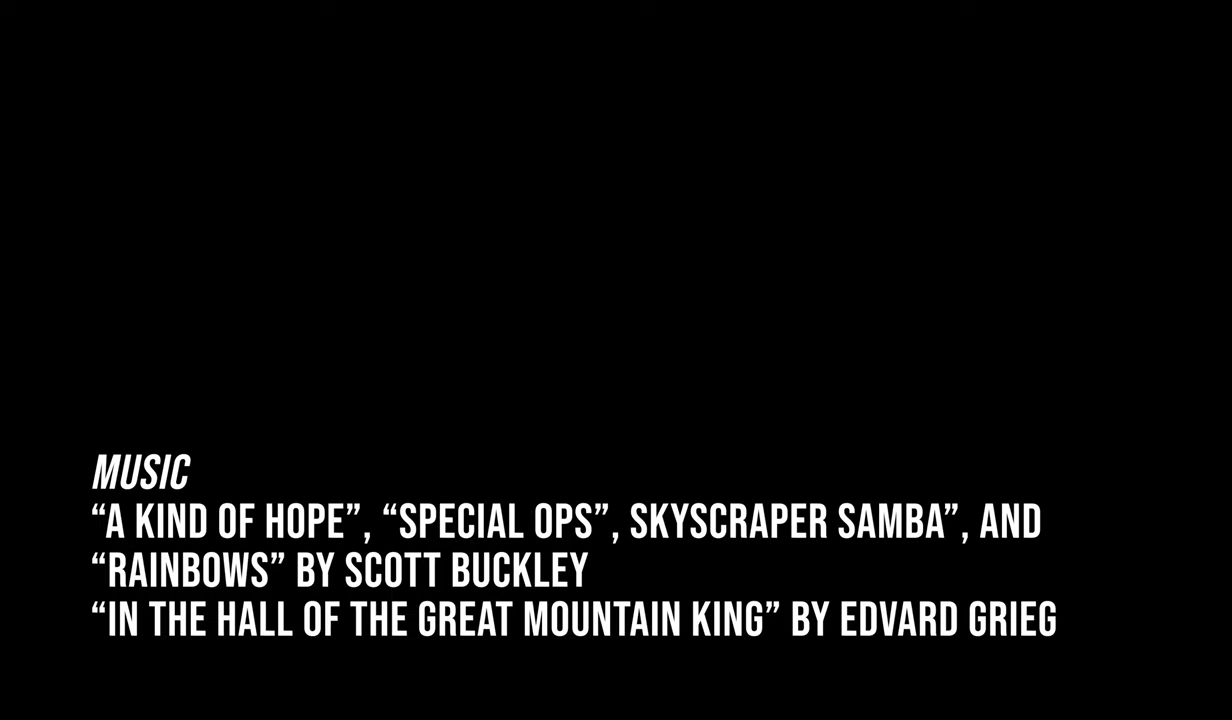 MUSIC
“A KIND OF HOPE”, “SPECIAL OPS”, SKYSCRAPER SAMBA”, AND
“RAINBOWS” BY SCOTT BUCKLEY
“IN THE HALL OF THE GREAT MOUNTAIN KING” BY EDVARD GRIEG